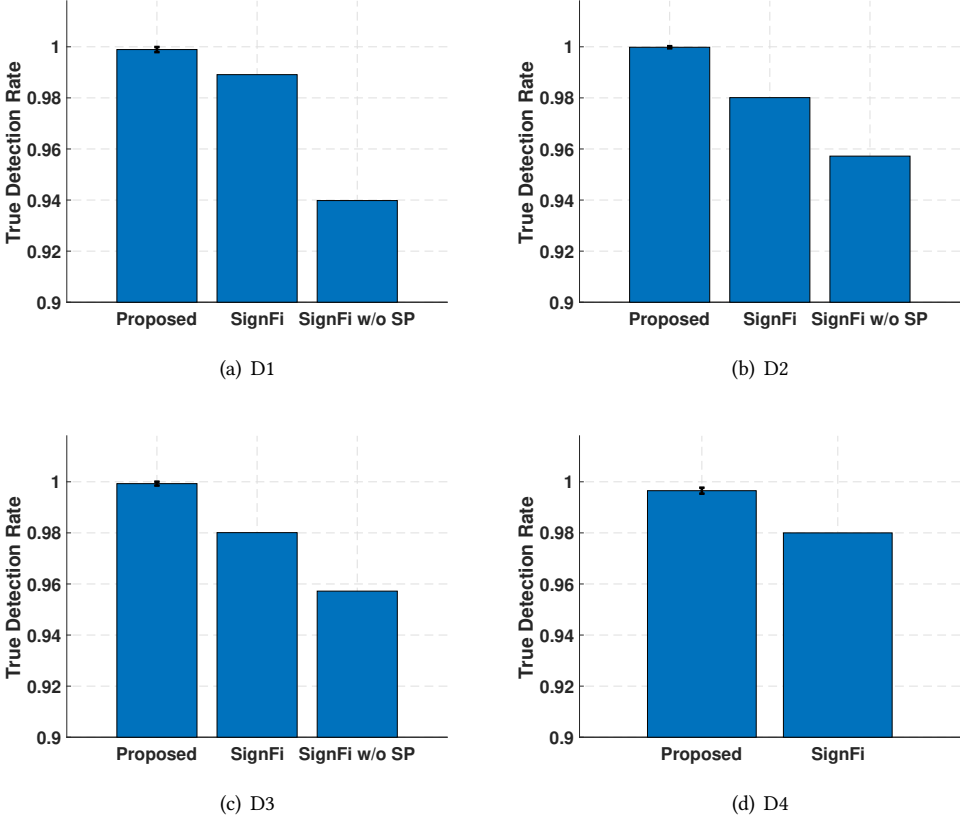 True Detection Rate
1
0.98
0.96
0.94
0.92
0.9
Proposed SignFi SignFi w/o SP
(a) D1
True Detection Rate
1
0.98
0.96
0.94
0.92
0.9
Proposed SignFi SignFi w/o SP
(b) D2
True Detection Rate
1
0.98
0.96
0.94
0.92
0.9
Proposed SignFi SignFi w/o SP
(c) D3
True Detection Rate
1
0.98
0.96
0.94
0.92
0.9
Proposed SignFi
(d) D4